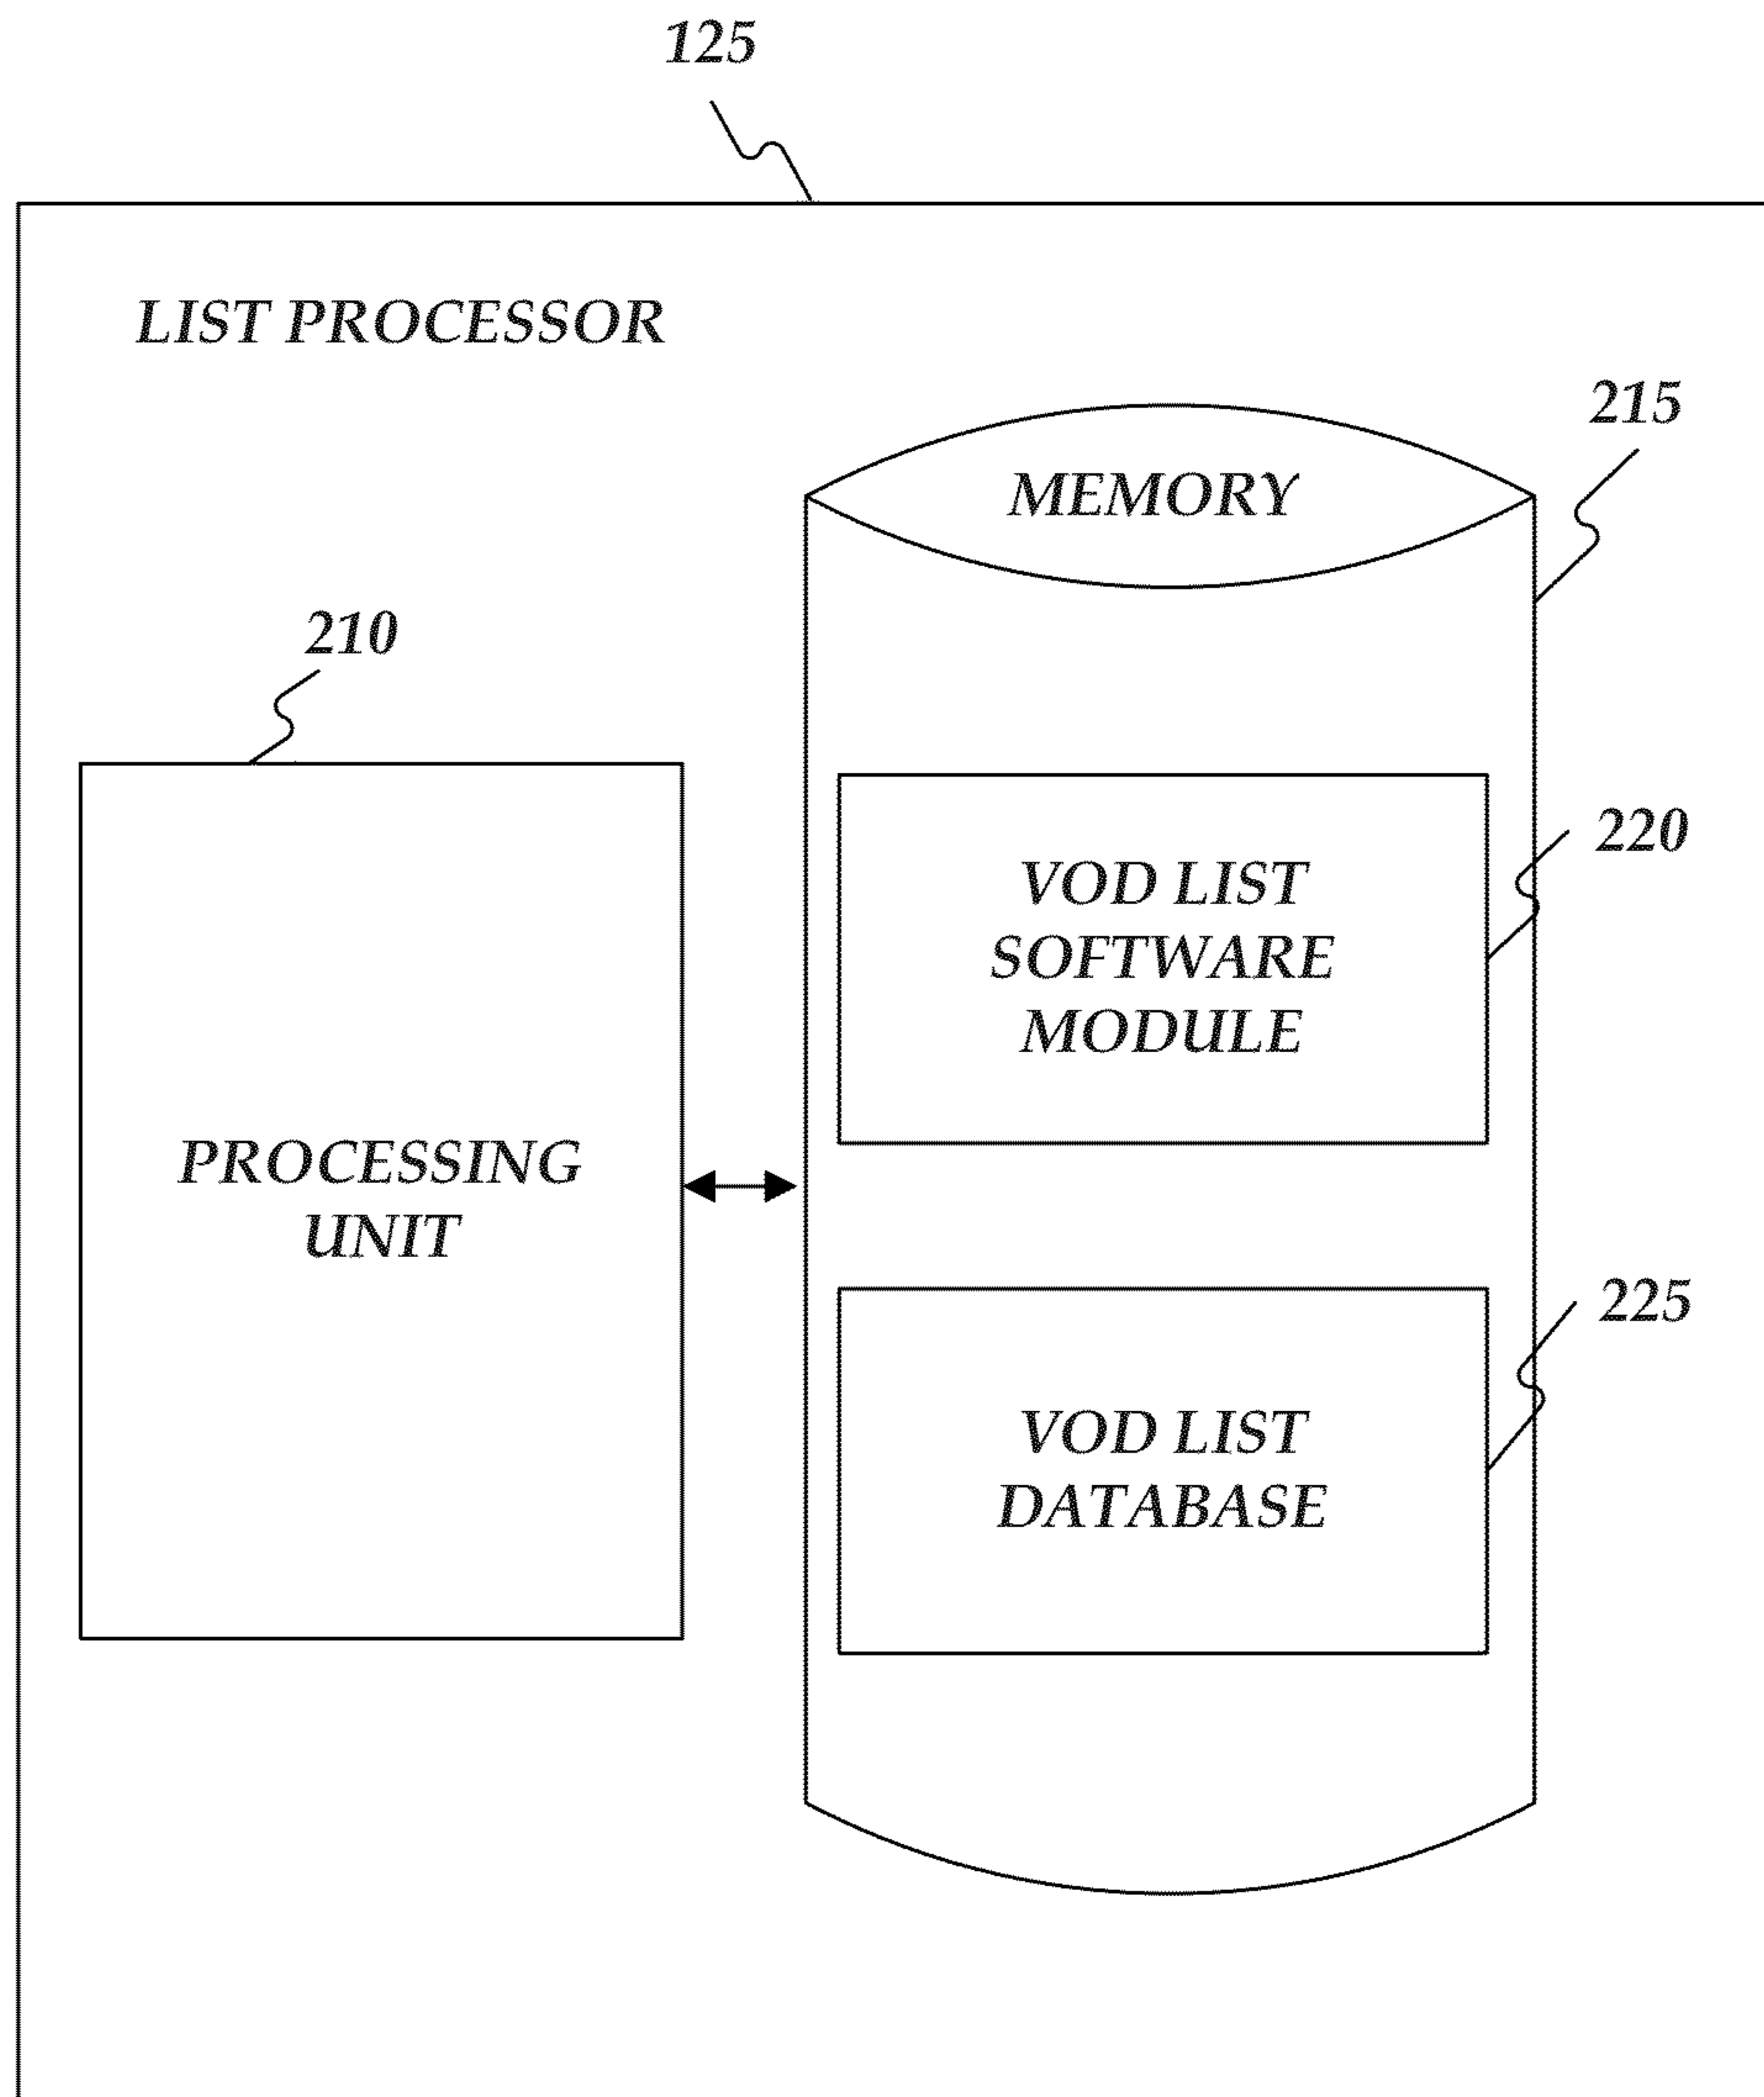 125
LIST PROCESSOR
215
MEMORY
210
220
VOD LIST
SOFTWARE
MODULE
PROCESSING
UNIT
225
VOD LIST
DATABASE